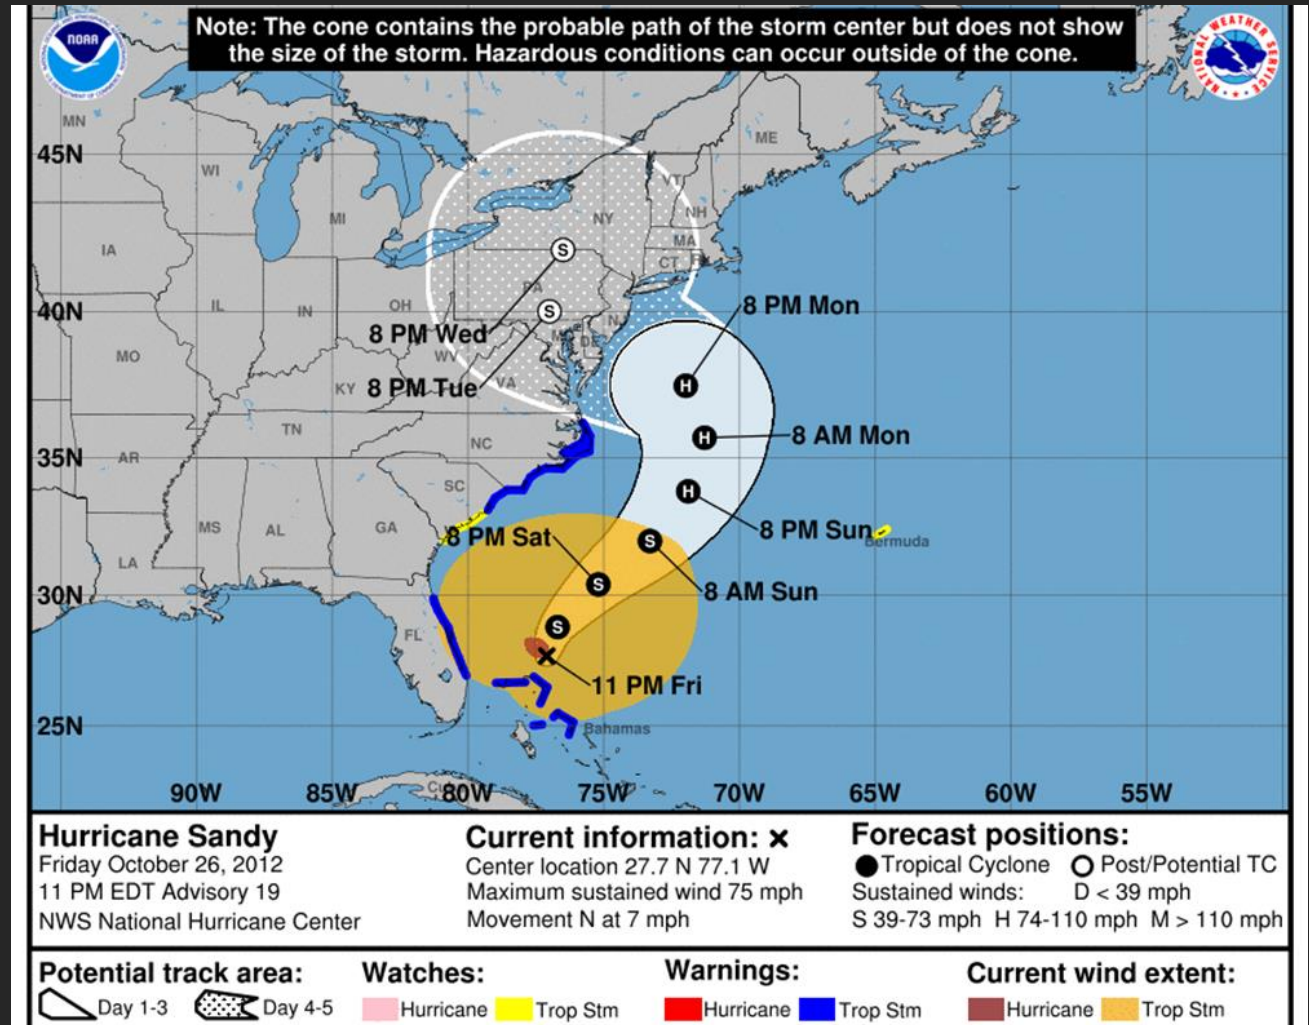 Note: The cone contains the probable path of the storm center but does not show
the size of the storm. Hazardous conditions can occur outside of the cone.
NOAA
NATIONAL WEATHER SERVICE
MN
ME
45N
WI
VT
MI
NY
NH
MA
IA
CT
PA
40N
IL
IN
OH
NJ
8 PM Mon
8 PM Wed
DE
WV
MO
KY
8 PM Tue
VA
TN
NC
8 AM Mon
AR
35N
SC
MS
AL
GA
8 PM Sat
8 PM Sun
Bermuda
LA
8 AM Sun
30N
FL
11 PM Fri
25N
Bahamas
90W 85W 80W 75W 70W 65W 60W 55W
H
H
H
S
S
S
S
S
Hurricane Sandy
Friday October 26, 2012
11 PM EDT Advisory 19
NWS National Hurricane Center
Current information: ×
Center location 27.7 N 77.1 W
Maximum sustained wind 75 mph
Movement N at 7 mph
Forecast positions:
Tropical Cyclone Post/Potential TC
Sustained winds: D < 39 mph
S 39-73 mph H 74-110 mph M > 110 mph
Potential track area:
Day 1-3 Day 4-5
Watches:
Hurricane Trop Stm
Warnings:
Hurricane Trop Stm
Current wind extent:
Hurricane Trop Stm